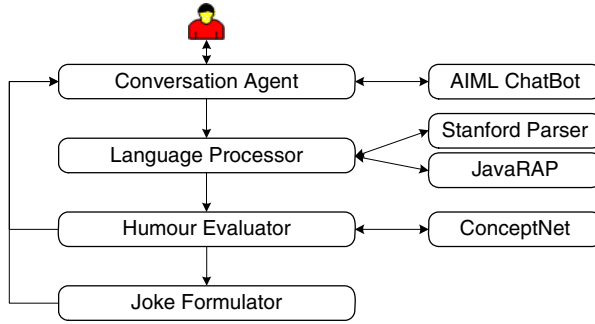 Conversation Agent
AIML ChatBot
Stanford Parser
Language Processor
JavaRAP
Humour Evaluator
ConceptNet
Joke Formulator